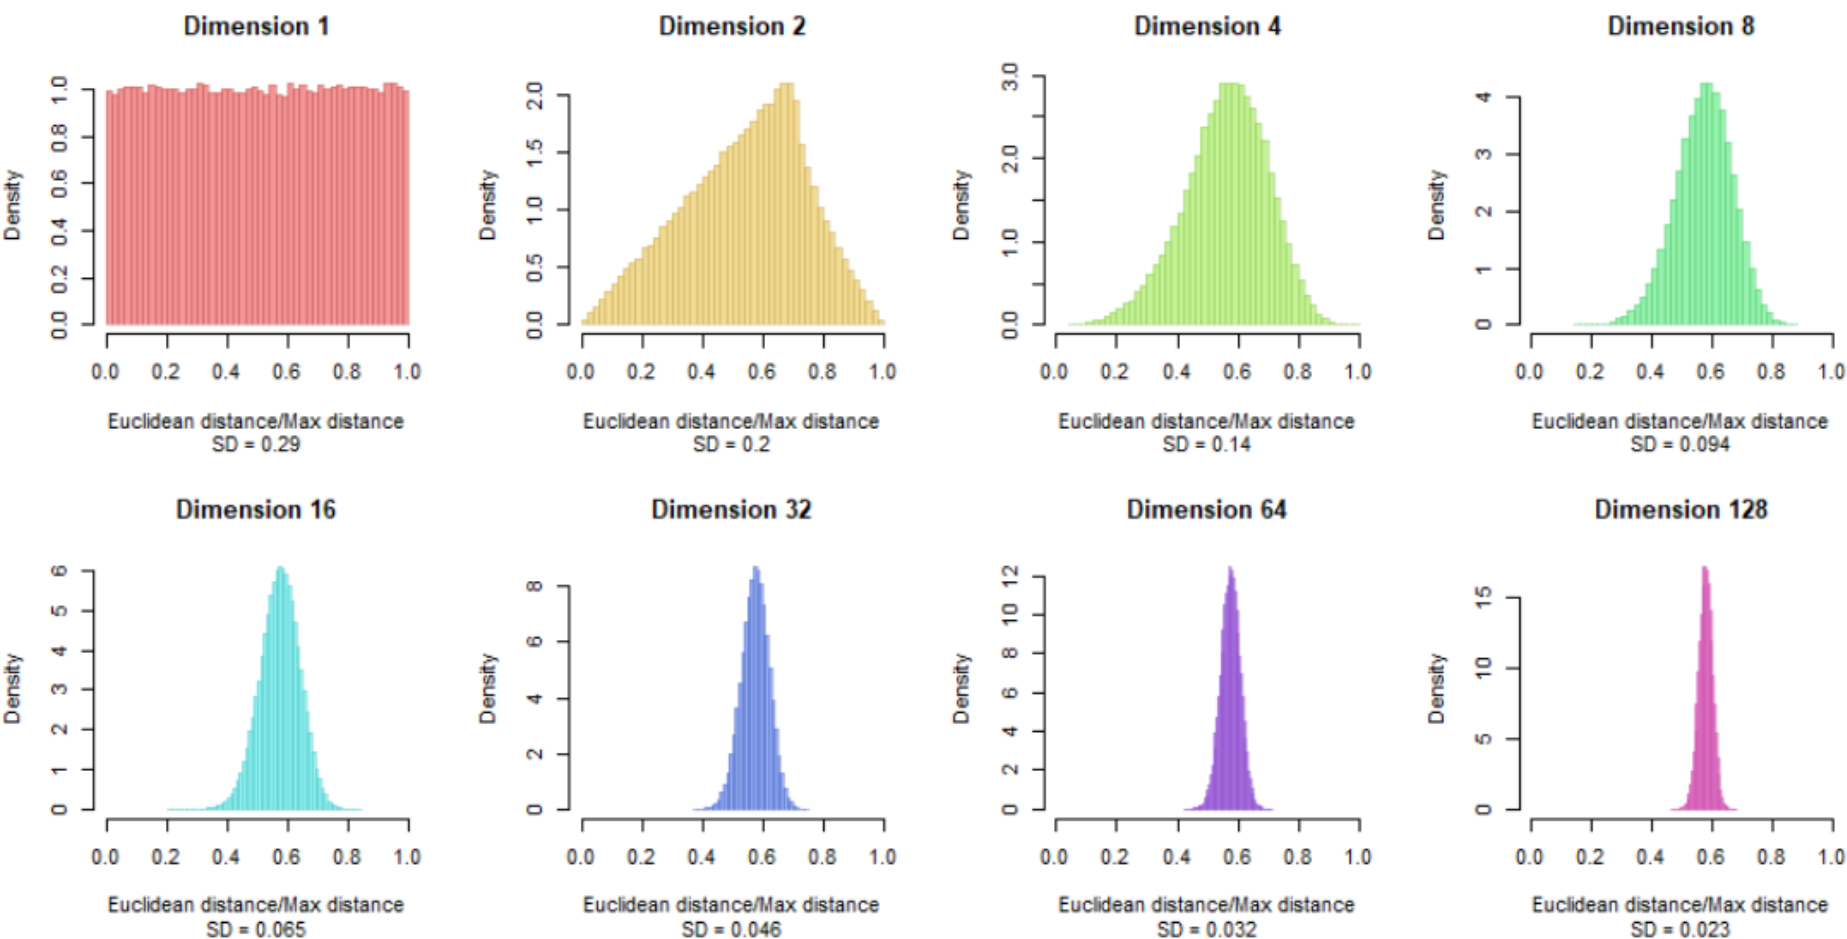 Dimension 1
Density
0.0 0.2 0.4 0.6 0.8 1.0
0.0 0.2 0.4 0.6 0.8 1.0
Euclidean distance/Max distance
SD = 0.29
Dimension 2
Density
0.0 0.5 1.0 1.5 2.0
0.0 0.2 0.4 0.6 0.8 1.0
Euclidean distance/Max distance
SD = 0.2
Dimension 4
Density
0.0 1.0 2.0 3.0
0.0 0.2 0.4 0.6 0.8 1.0
Euclidean distance/Max distance
SD = 0.14
Dimension 8
Density
0 1 2 3 4
0.0 0.2 0.4 0.6 0.8 1.0
Euclidean distance/Max distance
SD = 0.094
Dimension 16
Density
0 1 2 3 4 5 6
0.0 0.2 0.4 0.6 0.8 1.0
Euclidean distance/Max distance
SD = 0.065
Dimension 32
Density
0 2 4 6 8
0.0 0.2 0.4 0.6 0.8 1.0
Euclidean distance/Max distance
SD = 0.046
Dimension 64
Density
0 2 4 6 8 10 12
0.0 0.2 0.4 0.6 0.8 1.0
Euclidean distance/Max distance
SD = 0.032
Dimension 128
Density
0 5 10 15
0.0 0.2 0.4 0.6 0.8 1.0
Euclidean distance/Max distance
SD = 0.023